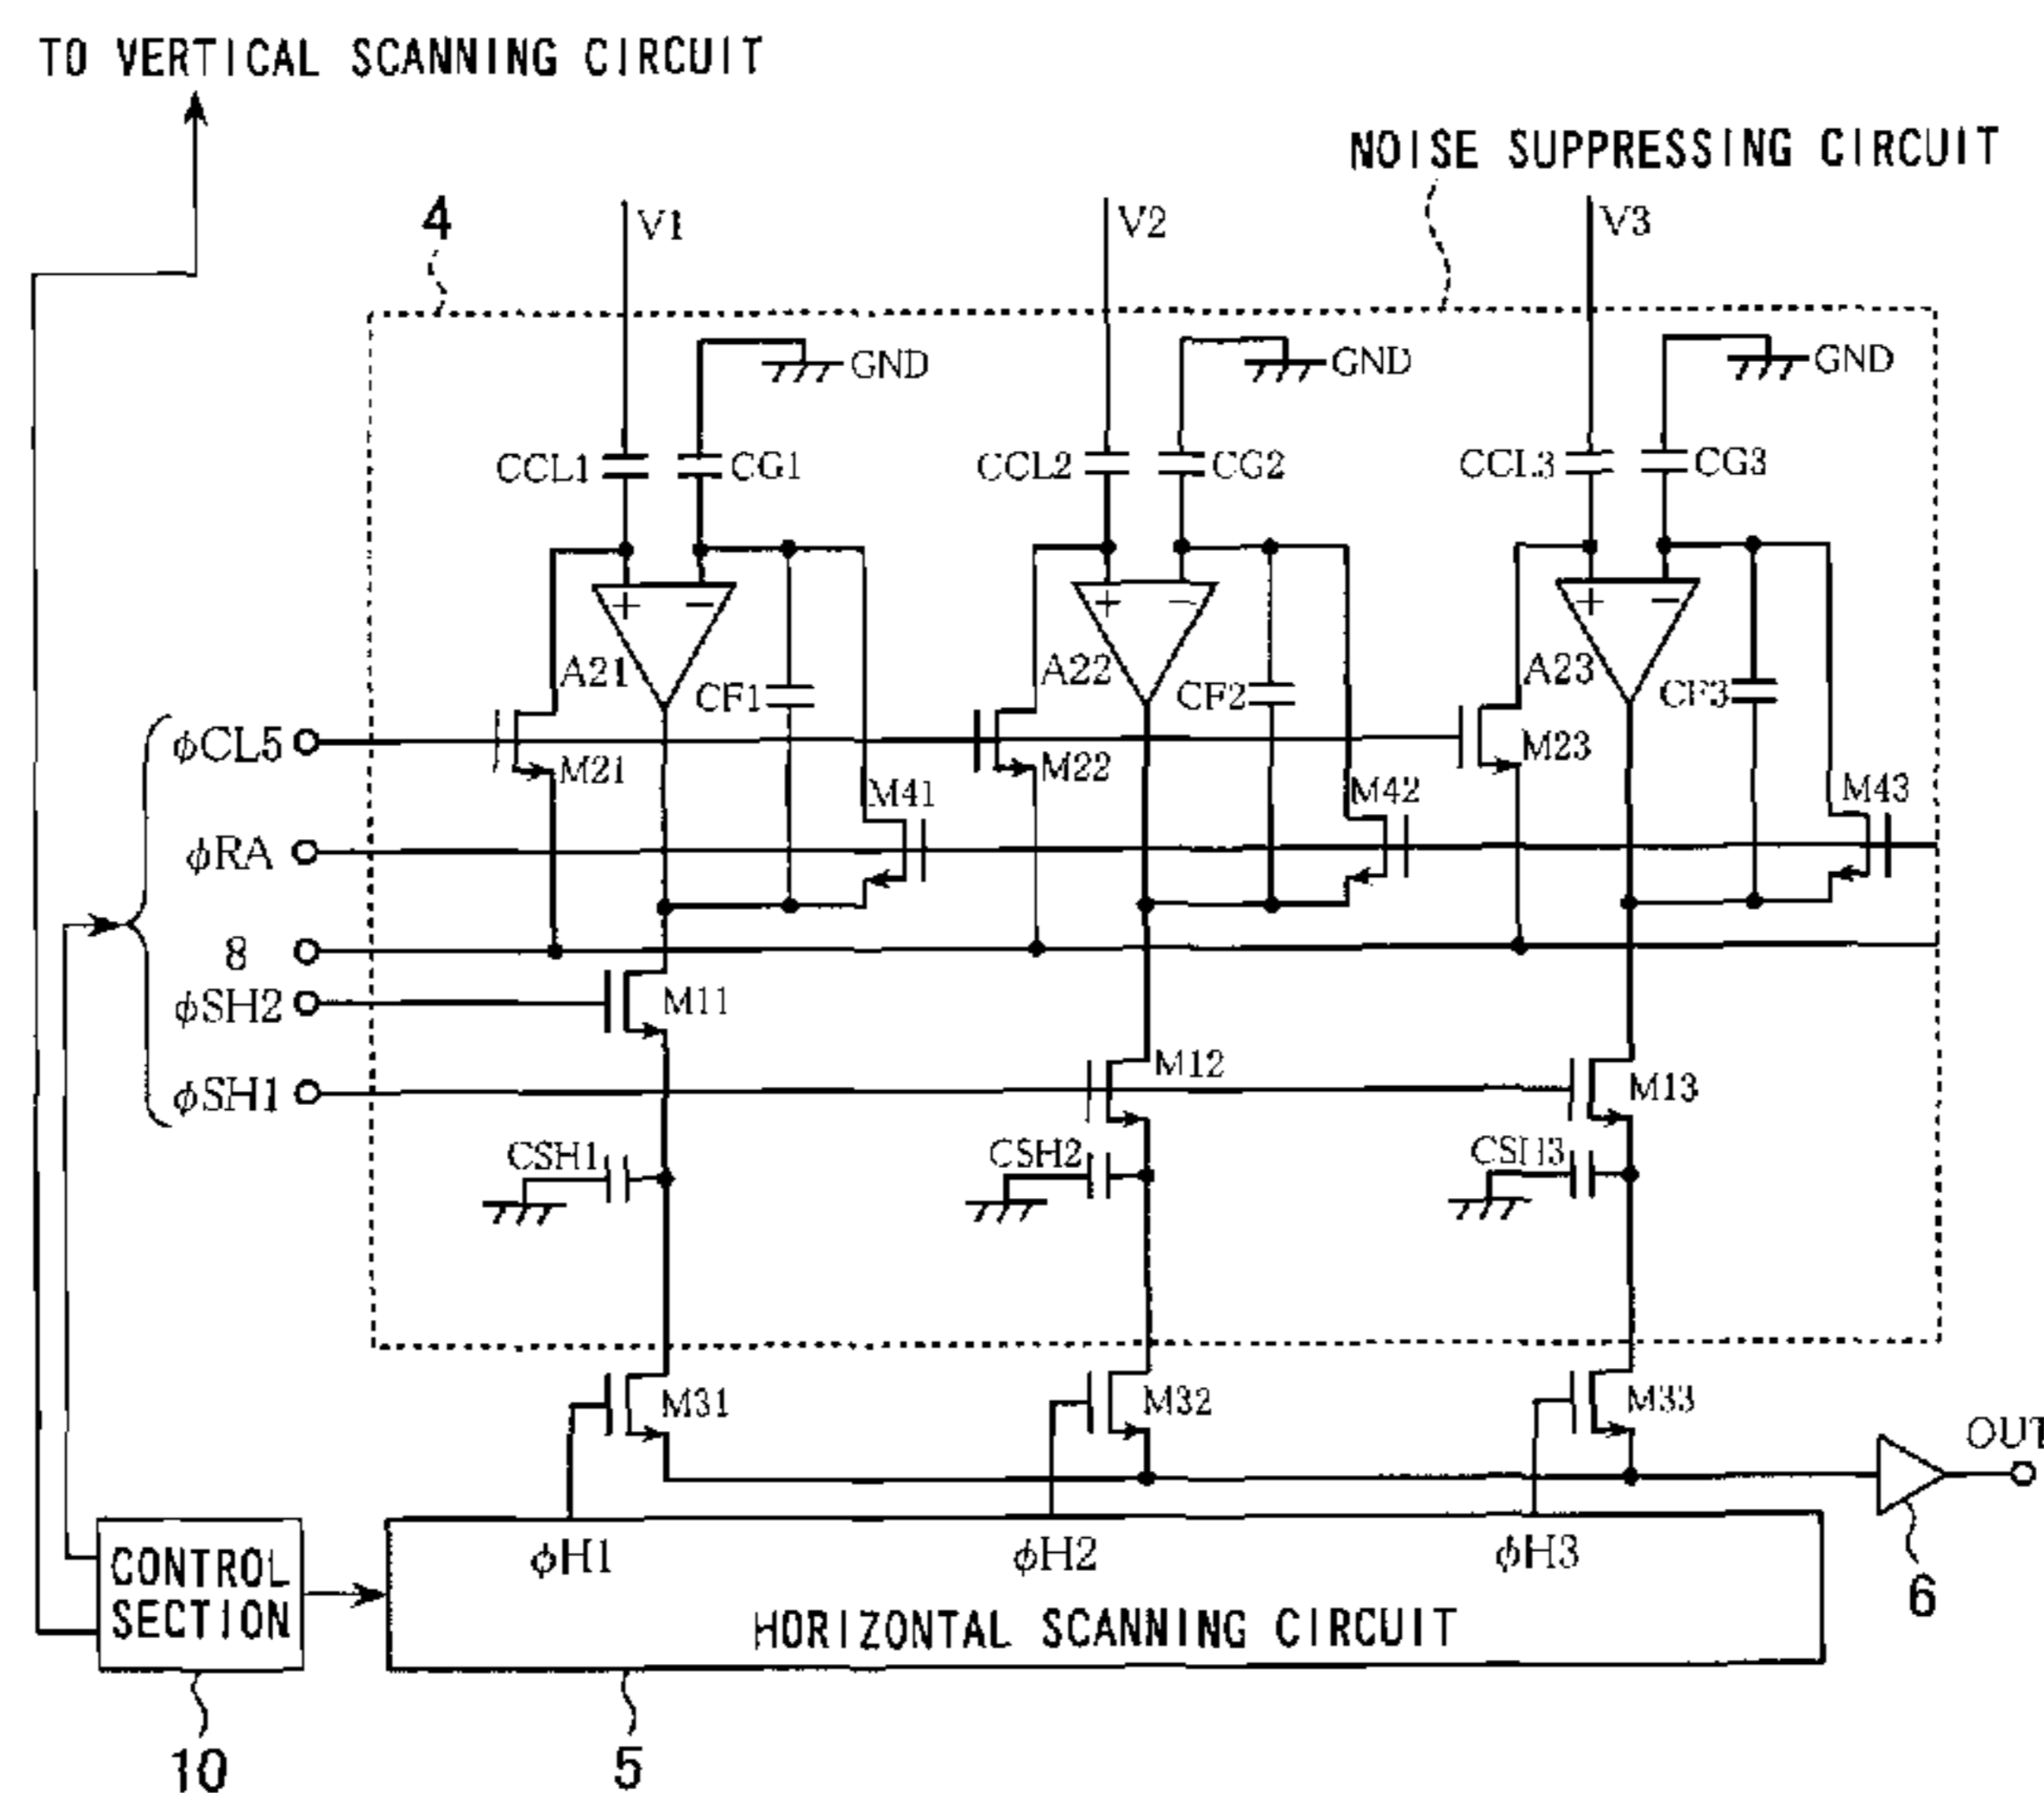 TO VERTICAL SCANNING CIRCUIT
NOISE SUPPRESSING CIRCUIT
4
V1
V2
V3
GND
GND
GND
CCL1
CG1
CCL2
CG2
CCL3
CG3
+ −
+ −
+ −
A21
CF1
A22
CF2
A23
CF3
φCL5
M21
M22
M23
M41
M42
M43
φRA
8
φSH2
M11
φSH1
M12
M13
CSH1
CSH2
CSH3
M31
M32
M33
OUT
φH1
φH2
φH3
6
CONTROL
SECTION
HORIZONTAL SCANNING CIRCUIT
10
5